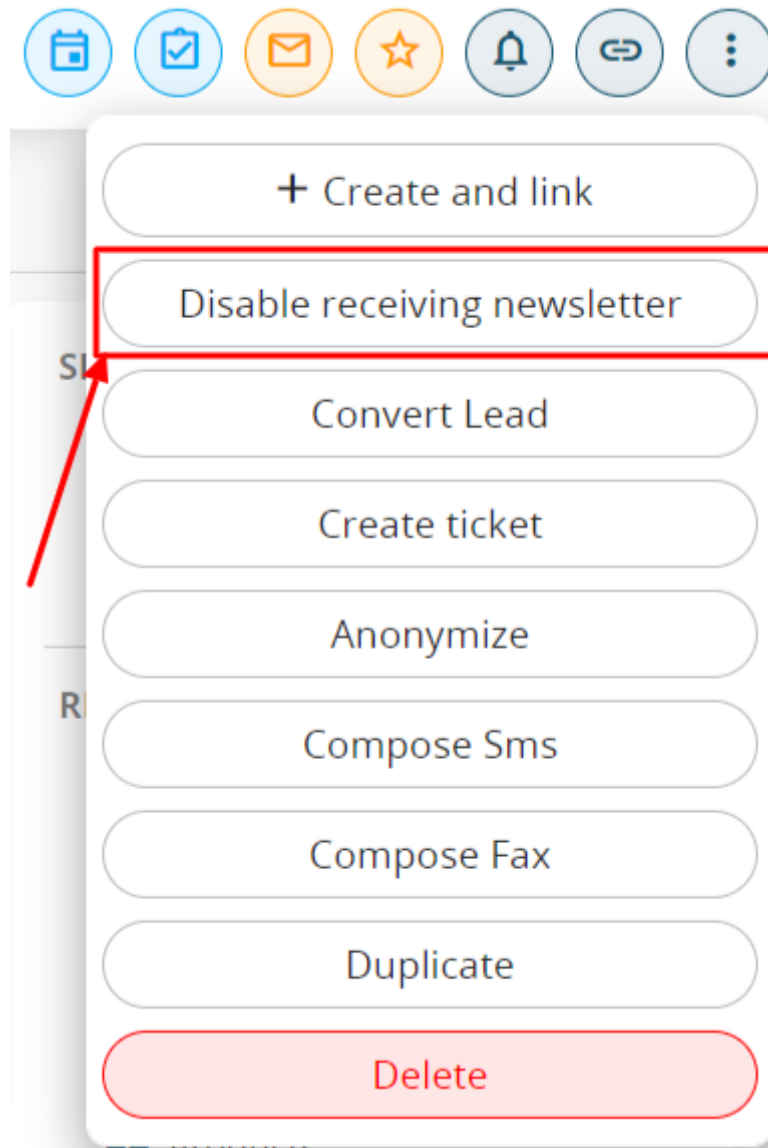 + Create and link
Disable receiving newsletter
Convert Lead
Create ticket
Anonymize
Compose Sms
Compose Fax
Duplicate
Delete